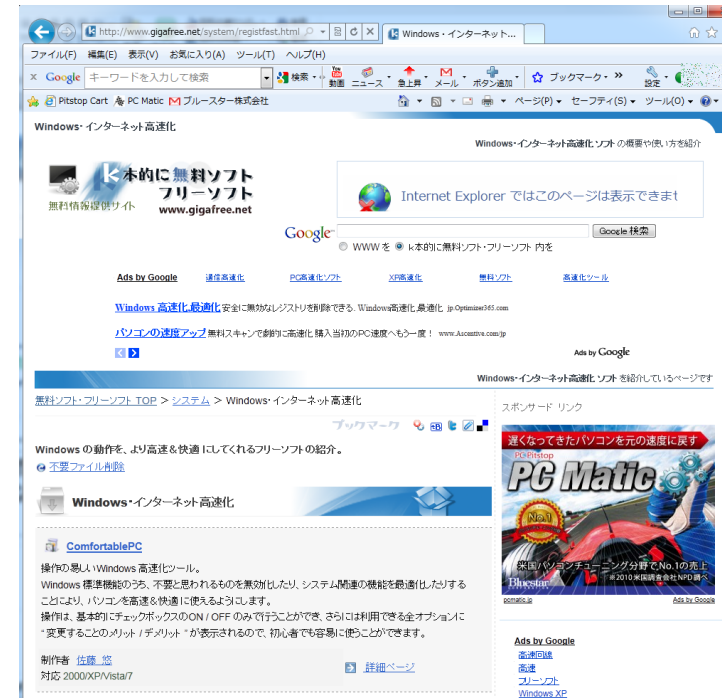 http://www.gigafree.net/system/registfast.html
Windows・インターネット...
ファイル(F) 編集(E) 表示(V) お気に入り(A) ツール(T) ヘルプ(H)
× Google キーワードを入力して検索 検索 動画 ニュース 急上昇 メール ボタン追加 ブックマーク » 設定
Pitstop Cart PC Matic ブルースター株式会社 ページ(P) セーフティ(S) ツール(O)
Windows・インターネット高速化
Windows・インターネット高速化 ソフト の概要や使い方を紹介
k本的に無料ソフト
フリーソフト
無料情報提供サイト www.gigafree.net
Internet Explorer ではこのページは表示できませ
Google Google 検索
WWW を k本的に無料ソフト・フリーソフト 内を
Ads by Google 通信高速化 PC高速化ソフト XP高速化 無料ソフト 高速化ツール
Windows 高速化,最適化 安全に無効なレジストリを削除できる. Windows高速化,最適化 jp.Optimizer365.com
パソコンの速度アップ 無料スキャンで劇的に高速化 購入当初のPC速度へもう一度! www.Ascentive.com/jp
Ads by Google
Windows・インターネット高速化 ソフト を紹介しているページです
無料ソフト・フリーソフト TOP > システム > Windows・インターネット高速化
ブックマーク
Windows の動作を、より高速&快適 にしてくれるフリーソフトの紹介。
不要ファイル削除
Windows・インターネット高速化
ComfortablePC
操作の易しいWindows 高速化ツール。
Windows 標準機能のうち、不要と思われるものを無効化したり、システム関連の機能を最適化したりする
ことにより、パソコンを高速&快適 に使えるようにします。
操作は、基本的にチェックボックスのON / OFF のみで行うことができ、さらには利用できる全オプションに
"変更することのメリット / デメリット "が表示されるので、初心者でも容易に使うことができます。
制作者 佐藤 悠
対応 2000/XP/Vista/7
詳細ページ
スポンサード リンク
遅くなってきたパソコンを元の速度に戻す
PC Pitstop
PC Matic
No.1
米国パソコンチューニング分野でNo.1の売上
Bluestar ※2010米国調査会社NPD調べ
pcmatic.jp Ads by Google
Ads by Google
高速回線
高速
フリーソフト
Windows XP